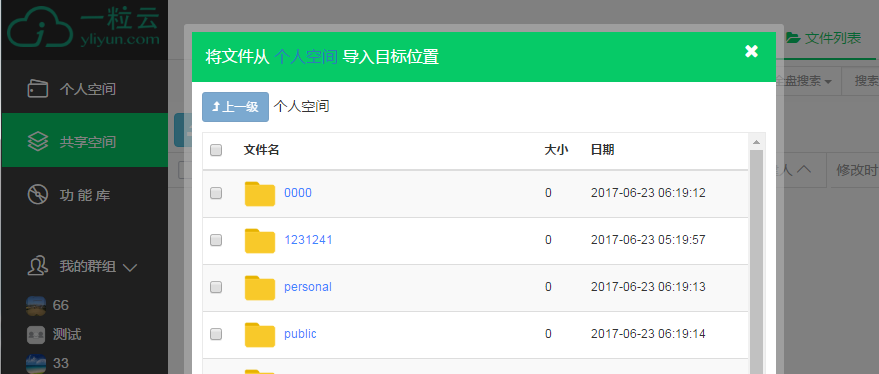 一粒云
yliyun.com
个人空间
共享空间
功能库
我的群组
66
测试
33
将文件从 个人空间 导入目标位置
上一级 个人空间
文件名 大小 日期
0000 0 2017-06-23 06:19:12
1231241 0 2017-06-23 05:19:57
personal 0 2017-06-23 06:19:13
public 0 2017-06-23 06:19:14
文件列表
盘搜索 搜索
人 修改时